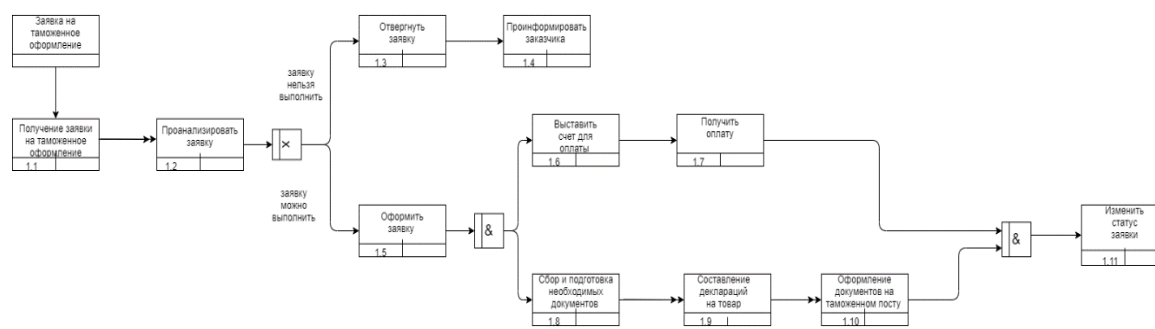 Заявка на
таможенное
оформление
Получение заявки
на таможенное
оформление
1.1
Проанализировать
заявку
1.2
X
заявку
нельзя
выполнить
Отвергнуть
заявку
1.3
Проинформировать
заказчика
1.4
заявку
можно
выполнить
Оформить
заявку
1.5
&
Выставить
счет для
оплаты
1.6
Получить
оплату
1.7
Сбор и подготовка
необходимых
документов
1.8
Составление
деклараций
на товар
1.9
Оформление
документов на
таможенном посту
1.10
&
Изменить
статус
заявки
1.11